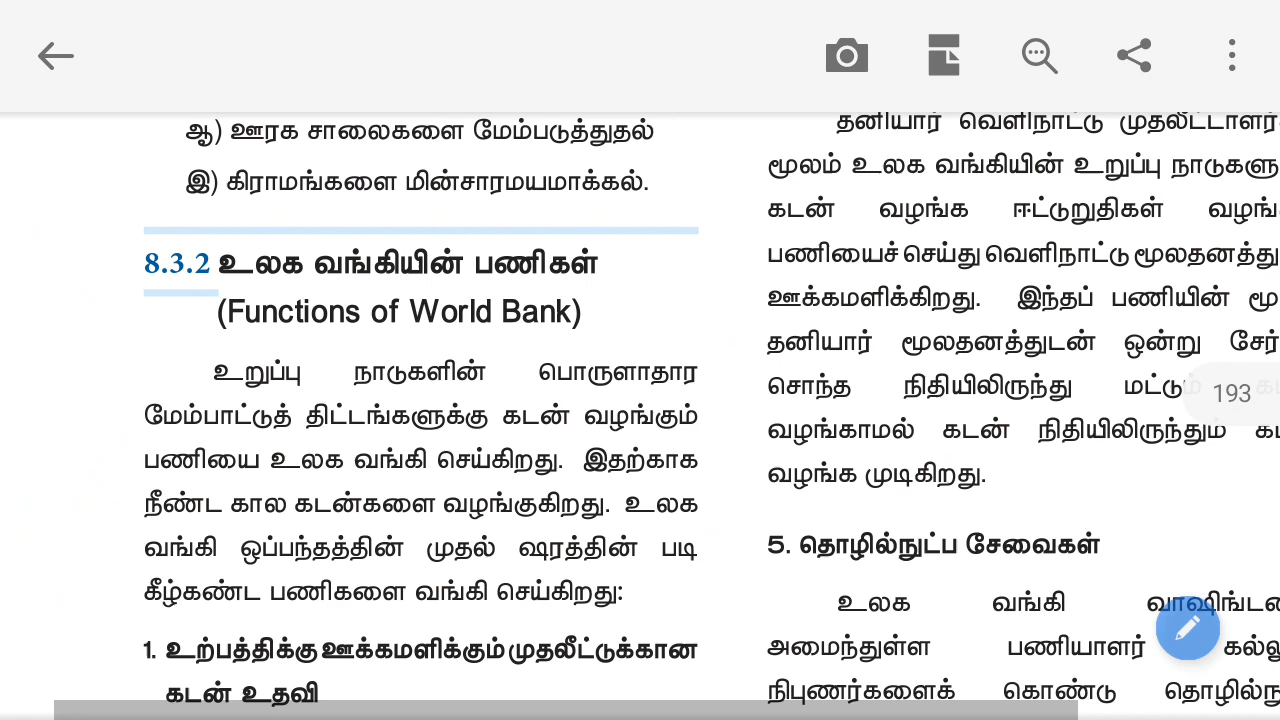 ஆ) ஊரக சாலைகளை மேம்படுத்துதல்
இ) கிராமங்களை மின்சாரமயமாக்கல்.
8.3.2 உலக வங்கியின் பணிகள்
(Functions of World Bank)
உறுப்பு நாடுகளின் பொருளாதார
மேம்பாட்டுத் திட்டங்களுக்கு கடன் வழங்கும்
பணியை உலக வங்கி செய்கிறது. இதற்காக
நீண்ட கால கடன்களை வழங்குகிறது. உலக
வங்கி ஒப்பந்தத்தின் முதல் ஷரத்தின் படி
கீழ்கண்ட பணிகளை வங்கி செய்கிறது:
1. உற்பத்திக்கு ஊக்கமளிக்கும் முதலீட்டுக்கான
கடன் உதவி
தனியார் வெளிநாட்டு
மூலம் உலக வங்கியின் உறுப்பு
கடன் வழங்க ஈட்டுறுதிகள்
பணியைச் செய்து வெளிநாட்டு
ஊக்கமளிக்கிறது. இந்தப் பணியின்
தனியார் மூலதனத்துடன் ஒன்று
சொந்த நிதியிலிருந்து
வழங்காமல் கடன் நிதியிலிருந்தும்
வழங்க முடிகிறது.
5. தொழில்நுட்ப சேவைகள்
உலக வங்கி
அமைந்துள்ள பணியாளர்
நிபுணர்களைக் கொண்டு
193